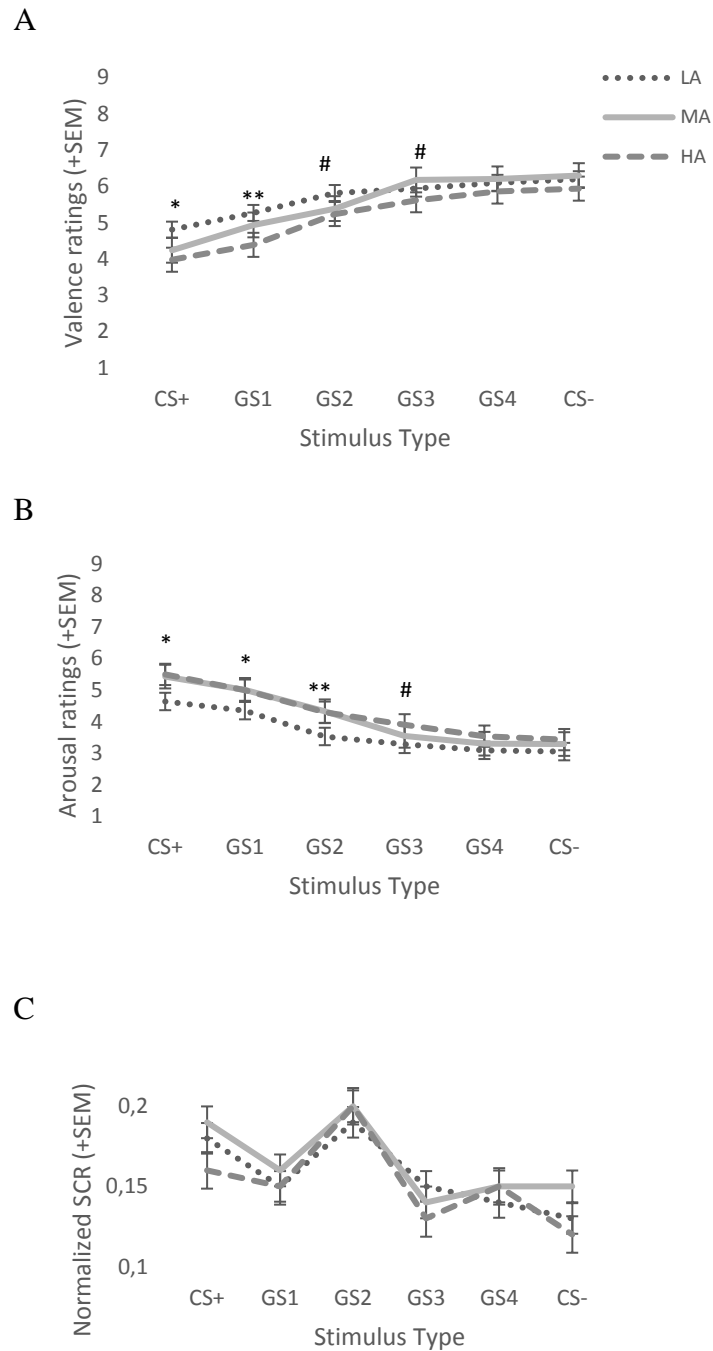 A
9
8
7
6
5
4
3
2
1
Valence ratings (+SEM)
* ** # #
LA
MA
HA
CS+ GS1 GS2 GS3 GS4 CS-
Stimulus Type
B
9
8
7
6
5
4
3
2
1
Arousal ratings (+SEM)
* * ** #
CS+ GS1 GS2 GS3 GS4 CS-
Stimulus Type
C
0,2
0,15
0,1
Normalized SCR (+SEM)
CS+ GS1 GS2 GS3 GS4 CS-
Stimulus Type